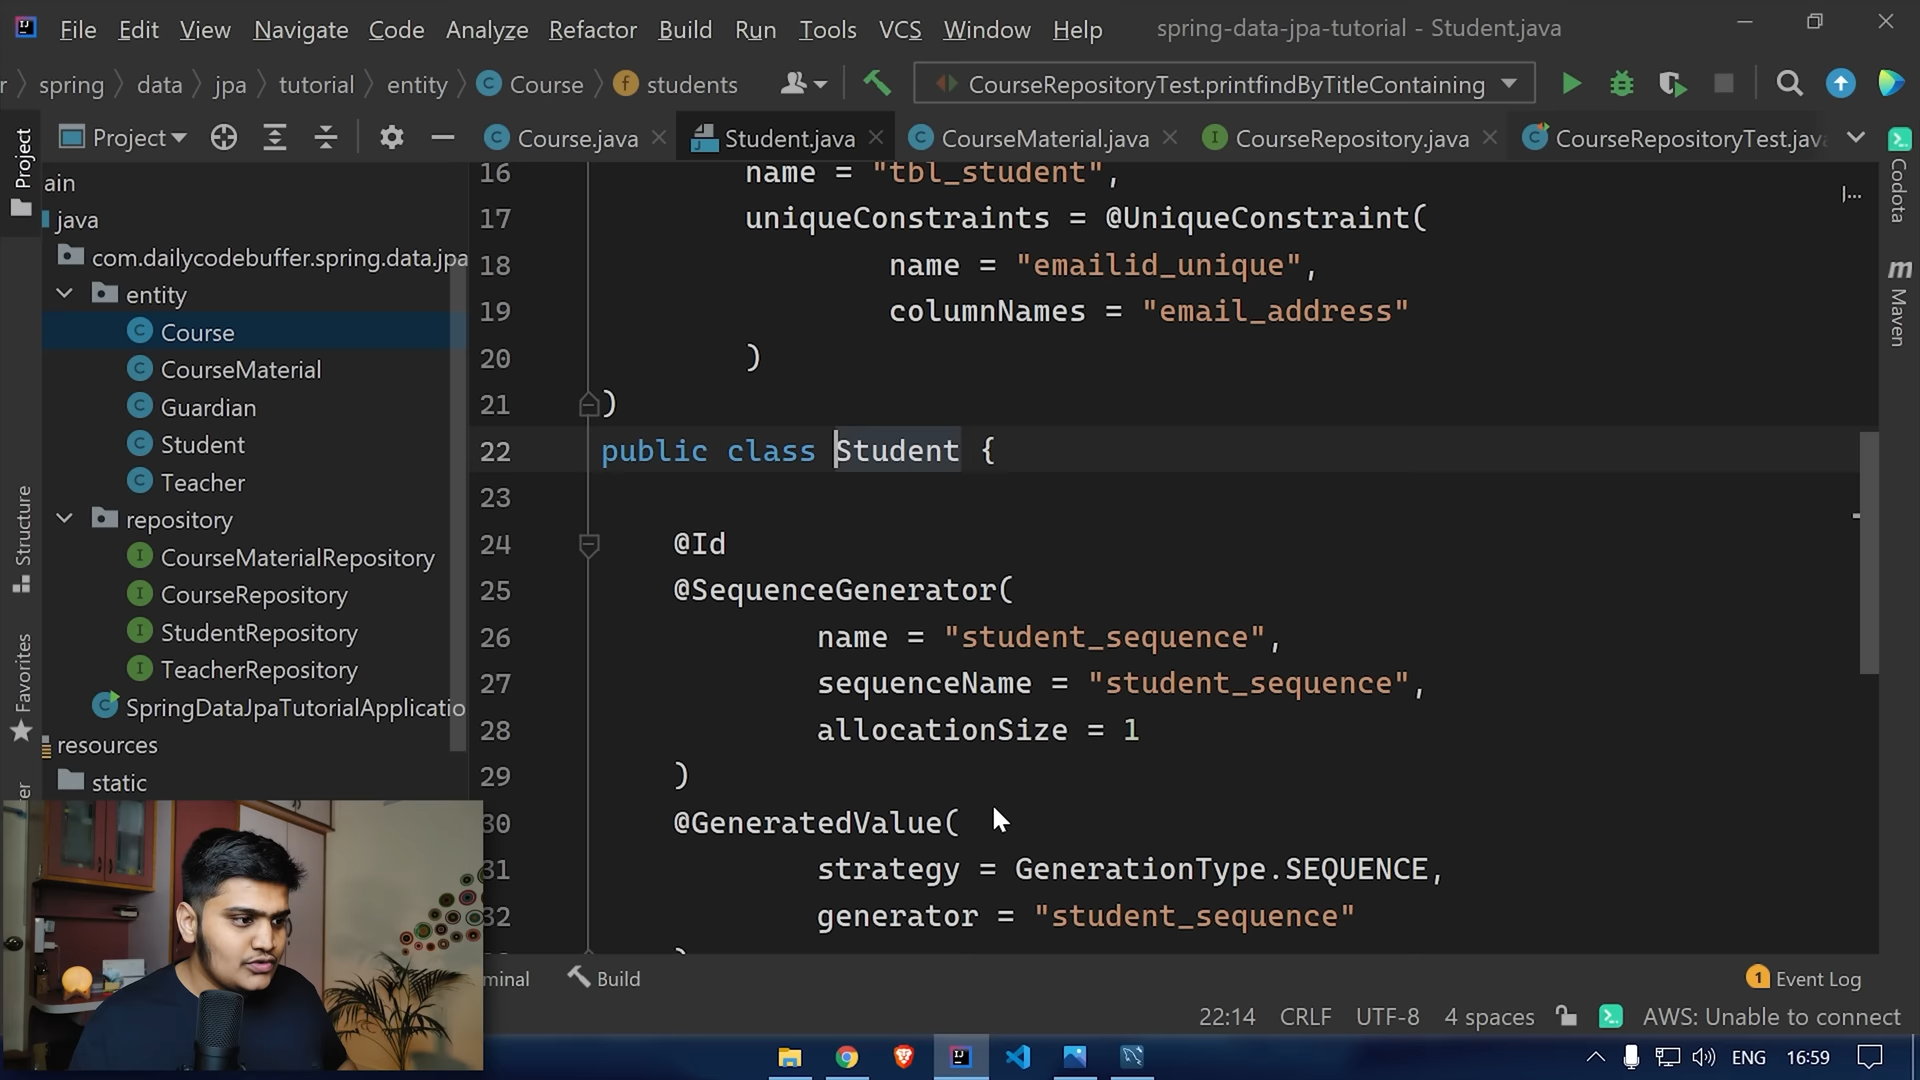 File Edit View Navigate Code Analyze Refactor Build Run Tools VCS Window Help spring-data-jpa-tutorial - Student.java
spring data jpa tutorial entity Course students CourseRepositoryTest.printfindByTitleContaining
Project Course.java Student.java CourseMaterial.java CourseRepository.java CourseRepositoryTest.java
ain
java
com.dailycodebuffer.spring.data.jpa
entity
Course
CourseMaterial
Guardian
Student
Teacher
repository
CourseMaterialRepository
CourseRepository
StudentRepository
TeacherRepository
SpringDataJpaTutorialApplicatio
resources
static
Project
Structure
Favorites
16 name = "tbl_student",
17 uniqueConstraints = @UniqueConstraint(
18 name = "emailid_unique",
19 columnNames = "email_address"
20 )
21 )
22 public class Student {
23
24 @Id
25 @SequenceGenerator(
26 name = "student_sequence",
27 sequenceName = "student_sequence",
28 allocationSize = 1
29 )
30 @GeneratedValue(
31 strategy = GenerationType.SEQUENCE,
32 generator = "student_sequence"
Codota
Maven
minal Build 1 Event Log
22:14 CRLF UTF-8 4 spaces AWS: Unable to connect
ENG 16:59